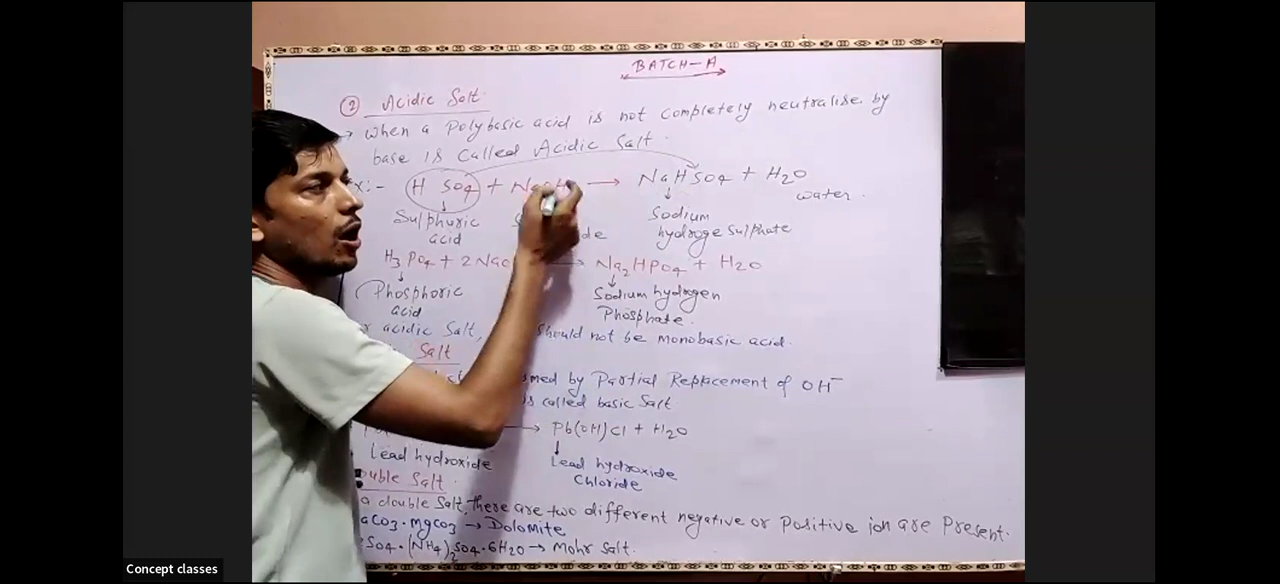 BATCH-A
② Acidic Salt
→ When a Polybasic acid is not completely neutralise by
base is called Acidic Salt.
x:- H SO4 + NaOH → NaHSO4 + H2O
Sulphuric acid
de
Sodium hydroge Sulphate
water
H3PO4 + 2Nao → Na2HPO4 + H2O
Phosphoric acid
Sodium hydrogen Phosphate.
r acidic Salt, should not be monobasic acid.
Salt
med by Partial Replacement of OH-
is called basic Salt
→ Pb(OH)Cl + H2O
Lead hydroxide
Lead hydroxide Chloride
ouble Salt
a double Salt, there are two different negative or Positive ion are Present.
aCO3.MgCO3 → Dolomite
SO4.(NH4)2SO4.6H2O → Mohr Salt.
Concept classes